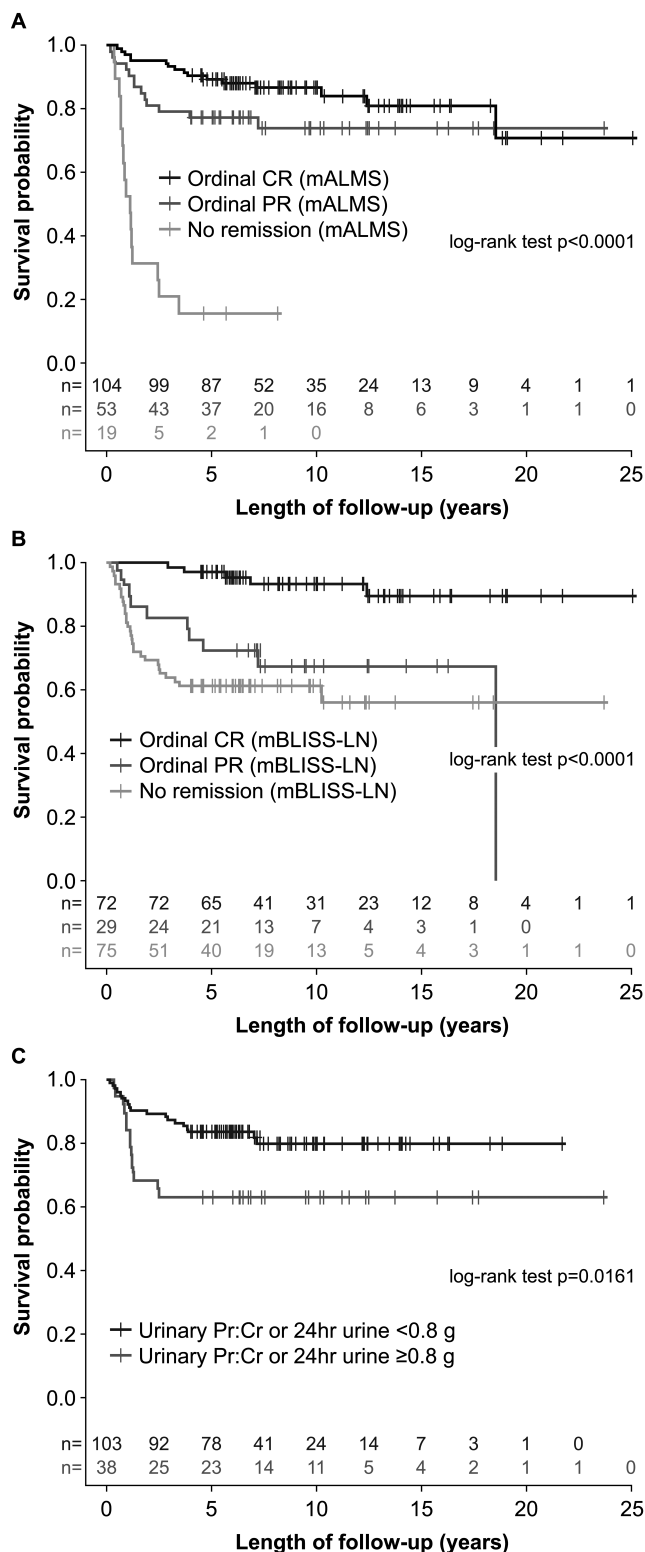 A
1.0
0.8
0.6
0.4
0.2
0.0
Survival probability
Ordinal CR (mALMS)
Ordinal PR (mALMS)
No remission (mALMS)
log-rank test p<0.0001
n= 104 99 87 52 35 24 13 9 4 1 1
n= 53 43 37 20 16 8 6 3 1 1 0
n= 19 5 2 1 0
0 5 10 15 20 25
Length of follow-up (years)
B
1.0
0.8
0.6
0.4
0.2
0.0
Survival probability
Ordinal CR (mBLISS-LN)
Ordinal PR (mBLISS-LN)
No remission (mBLISS-LN)
log-rank test p<0.0001
n= 72 72 65 41 31 23 12 8 4 1 1
n= 29 24 21 13 7 4 3 1 0
n= 75 51 40 19 13 5 4 3 1 1 0
0 5 10 15 20 25
Length of follow-up (years)
C
1.0
0.8
0.6
0.4
0.2
0.0
Survival probability
log-rank test p=0.0161
Urinary Pr:Cr or 24hr urine <0.8 g
Urinary Pr:Cr or 24hr urine ≥0.8 g
n= 103 92 78 41 24 14 7 3 1 0
n= 38 25 23 14 11 5 4 2 1 1 0
0 5 10 15 20 25
Length of follow-up (years)